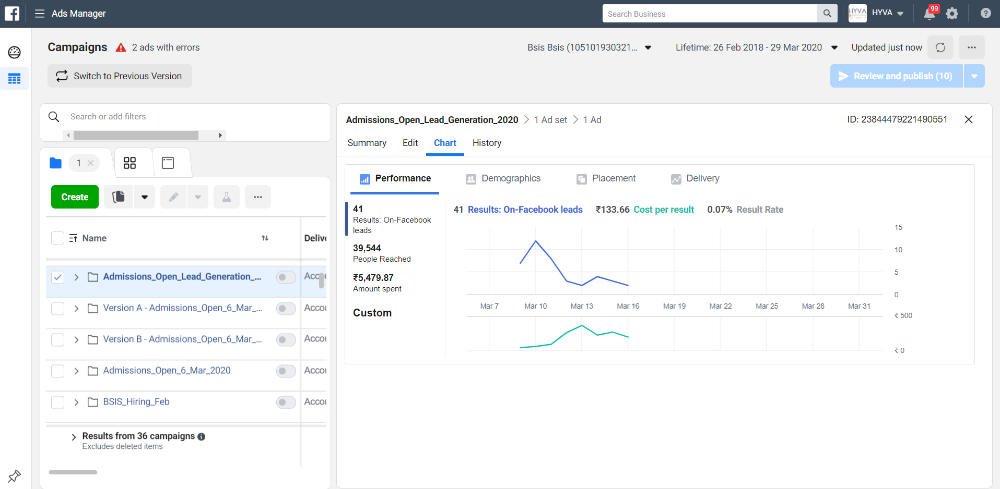 Ads Manager
Search Business
HYVA
HYVA
99
Campaigns
2 ads with errors
Bsis Bsis (105101930321...
Lifetime: 26 Feb 2018 - 29 Mar 2020
Updated just now
Switch to Previous Version
Review and publish (10)
Search or add filters
1
Create
Name
Delive
Admissions_Open_Lead_Generation_...
Accou
Version A - Admissions_Open_6_Mar_...
Accou
Version B - Admissions_Open_6_Mar_...
Accou
Admissions_Open_6_Mar_2020
Accou
BSIS_Hiring_Feb
Accou
Results from 36 campaigns
Excludes deleted items
Admissions_Open_Lead_Generation_2020
1 Ad set
1 Ad
ID: 23844479221490551
Summary
Edit
Chart
History
Performance
Demographics
Placement
Delivery
41
Results: On-Facebook
leads
39,544
People Reached
₹5,479.87
Amount spent
Custom
41 Results: On-Facebook leads
₹133.66 Cost per result
0.07% Result Rate
15
10
5
0
Mar 7
Mar 10
Mar 13
Mar 16
Mar 19
Mar 22
Mar 25
Mar 28
Mar 31
₹ 500
₹ 0